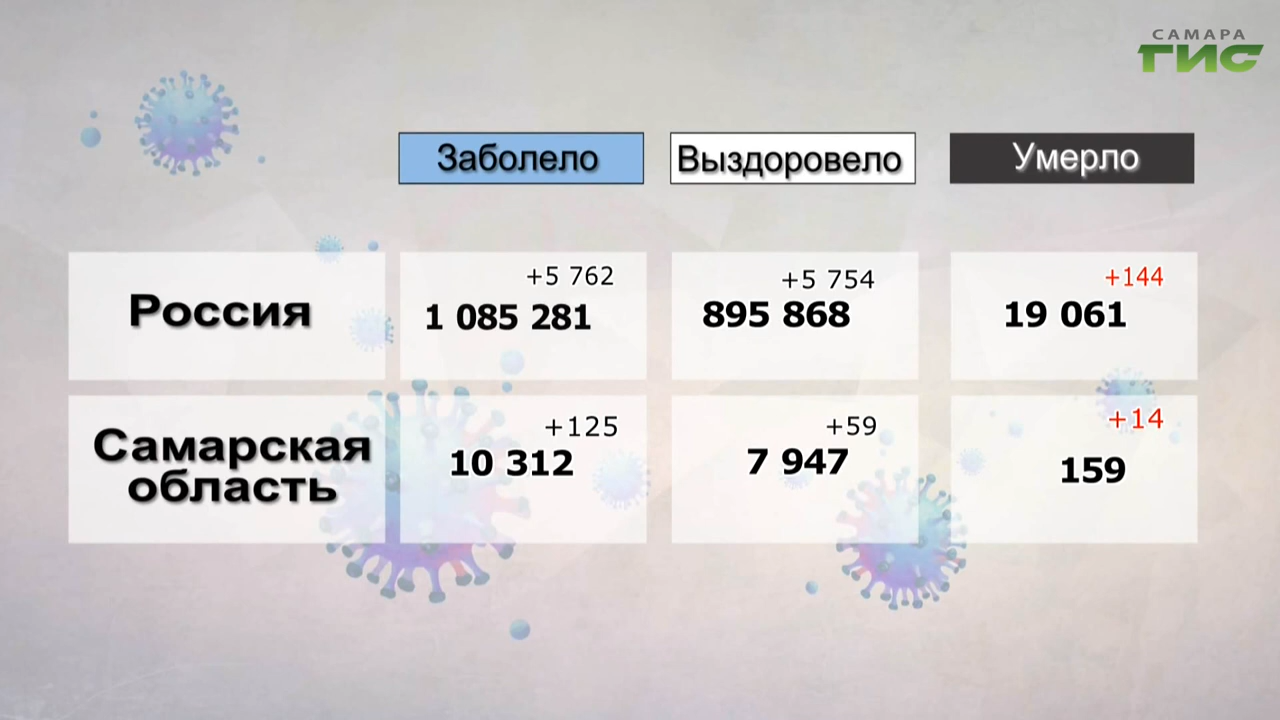 САМАРА
ГИС
Заболело Выздоровело Умерло
+5 762 +5 754 +144
Россия 1 085 281 895 868 19 061
+125 +59 +14
Самарская 10 312 7 947 159
область